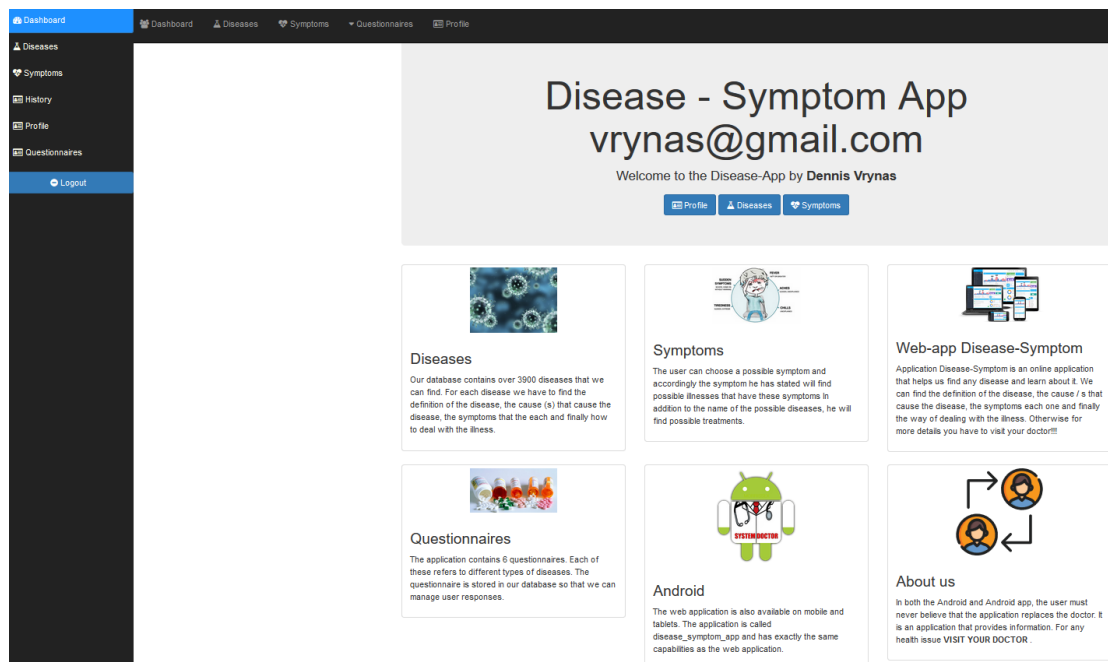 Dashboard
Diseases
Symptoms
History
Profile
Questionnaires
Logout
Dashboard Diseases Symptoms Questionnaires Profile
Disease - Symptom App
vrynas@gmail.com
Welcome to the Disease-App by Dennis Vrynas
Profile Diseases Symptoms
Diseases
Our database contains over 3900 diseases that we
can find. For each disease we have to find the
definition of the disease, the cause (s) that cause the
disease, the symptoms that the each and finally how
to deal with the illness.
SUDDEN
SYMPTOMS
FEVER
ACHES
CHILLS
TIREDNESS
Symptoms
The user can choose a possible symptom and
accordingly the symptom he has stated will find
possible illnesses that have these symptoms In
addition to the name of the possible diseases, he will
find possible treatments.
Web-app Disease-Symptom
Application Disease-Symptom is an online application
that helps us find any disease and learn about it. We
can find the definition of the disease, the cause / s that
cause the disease, the symptoms each one and finally
the way of dealing with the illness. Otherwise for
more details you have to visit your doctor!!!
Questionnaires
The application contains 6 questionnaires. Each of
these refers to different types of diseases. The
questionnaire is stored in our database so that we can
manage user responses.
SYSTEM DOCTOR
Android
The web application is also available on mobile and
tablets. The application is called
disease_symptom_app and has exactly the same
capabilities as the web application.
About us
In both the Android and Android app, the user must
never believe that the application replaces the doctor. It
is an application that provides information. For any
health issue VISIT YOUR DOCTOR .